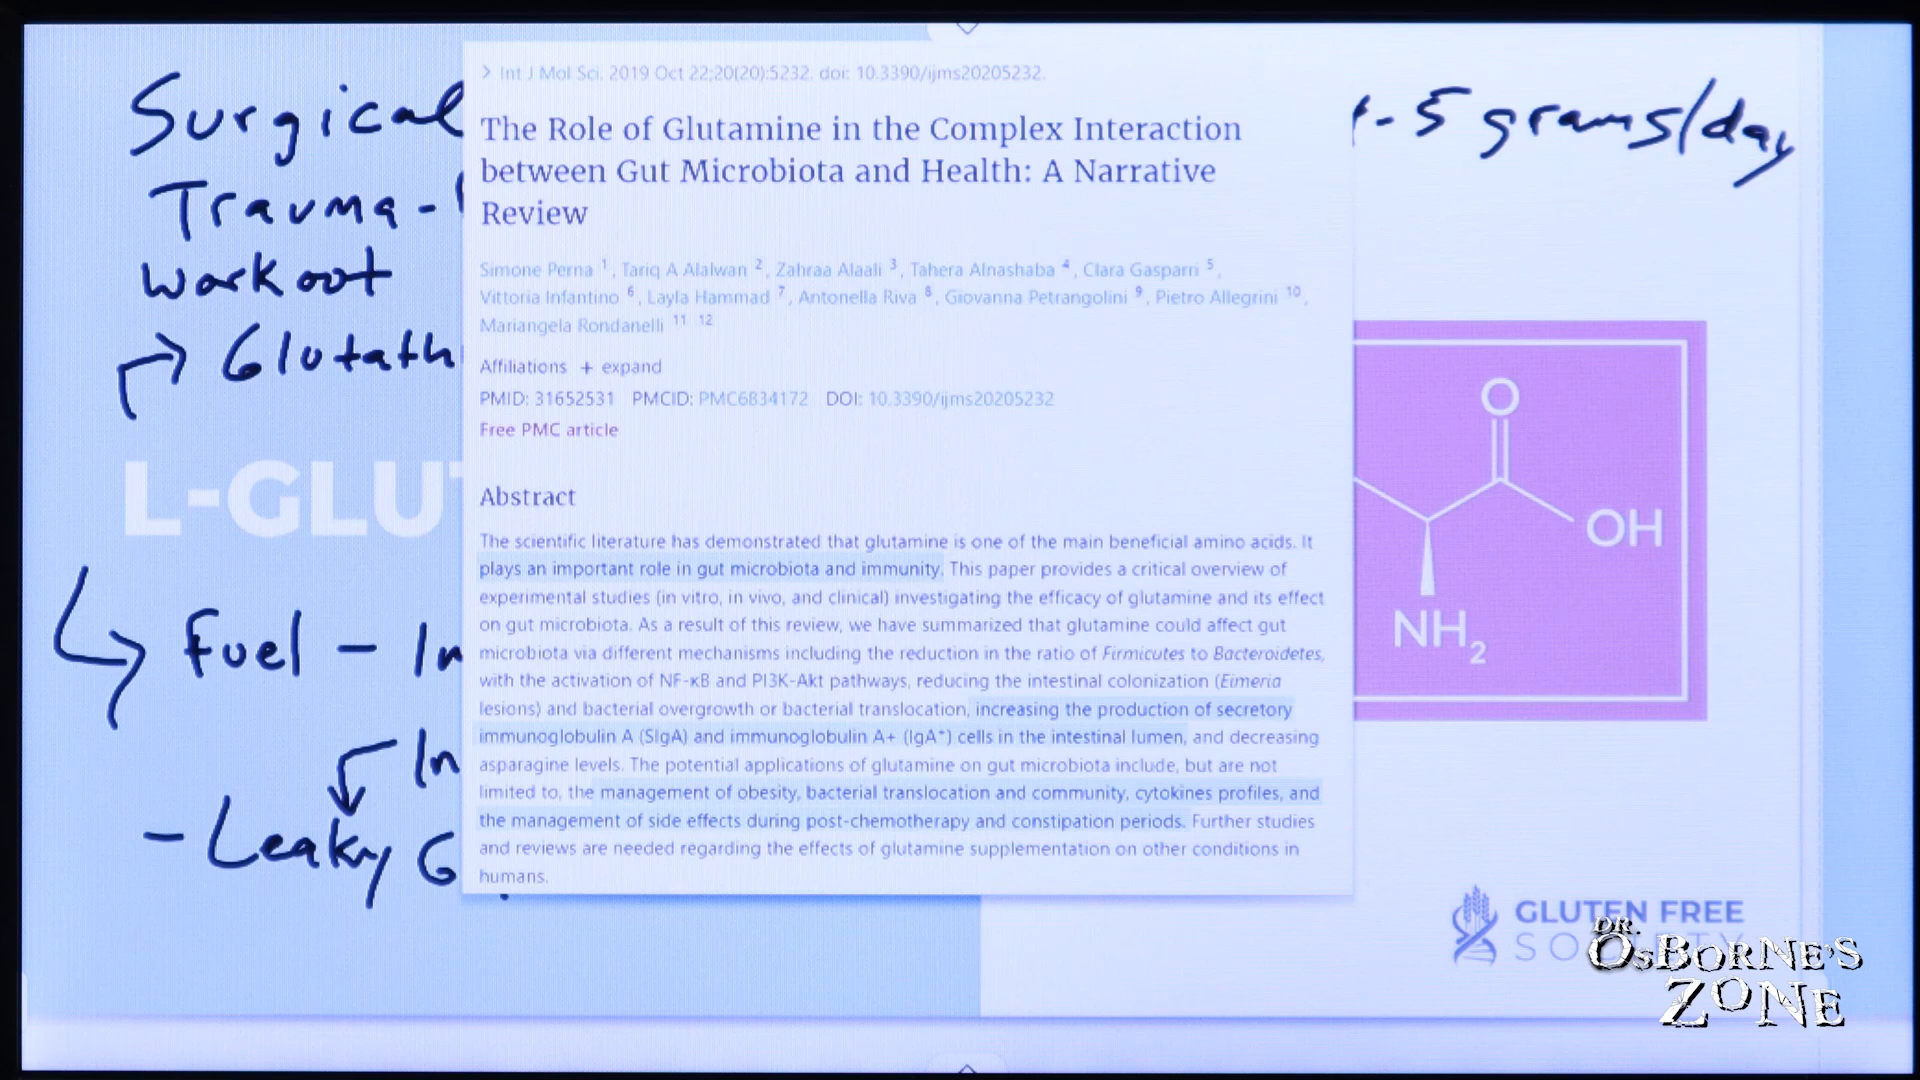 Surgical
Trauma -
workout
Glutath
L-GLU
Fuel - In
In
- Leaky G
> Int J Mol Sci. 2019 Oct 22;20(20):5232. doi: 10.3390/ijms20205232.
The Role of Glutamine in the Complex Interaction
between Gut Microbiota and Health: A Narrative
Review
Simone Perna 1, Tariq A Alalwan 2, Zahraa Alaali 3, Tahera Alnashaba 4, Clara Gasparri 5,
Vittoria Infantino 6, Layla Hammad 7, Antonella Riva 8, Giovanna Petrangolini 9, Pietro Allegrini 10,
Mariangela Rondanelli 11 12
Affiliations + expand
PMID: 31652531 PMCID: PMC6834172 DOI: 10.3390/ijms20205232
Free PMC article
Abstract
The scientific literature has demonstrated that glutamine is one of the main beneficial amino acids. It
plays an important role in gut microbiota and immunity. This paper provides a critical overview of
experimental studies (in vitro, in vivo, and clinical) investigating the efficacy of glutamine and its effect
on gut microbiota. As a result of this review, we have summarized that glutamine could affect gut
microbiota via different mechanisms including the reduction in the ratio of Firmicutes to Bacteroidetes,
with the activation of NF-κB and PI3K-Akt pathways, reducing the intestinal colonization (Eimeria
lesions) and bacterial overgrowth or bacterial translocation, increasing the production of secretory
immunoglobulin A (SIgA) and immunoglobulin A+ (IgA+) cells in the intestinal lumen, and decreasing
asparagine levels. The potential applications of glutamine on gut microbiota include, but are not
limited to, the management of obesity, bacterial translocation and community, cytokines profiles, and
the management of side effects during post-chemotherapy and constipation periods. Further studies
and reviews are needed regarding the effects of glutamine supplementation on other conditions in
humans.
- 5 grams/day
O
OH
NH2
GLUTEN FREE
SO
DR.
OSBORNE'S
ZONE